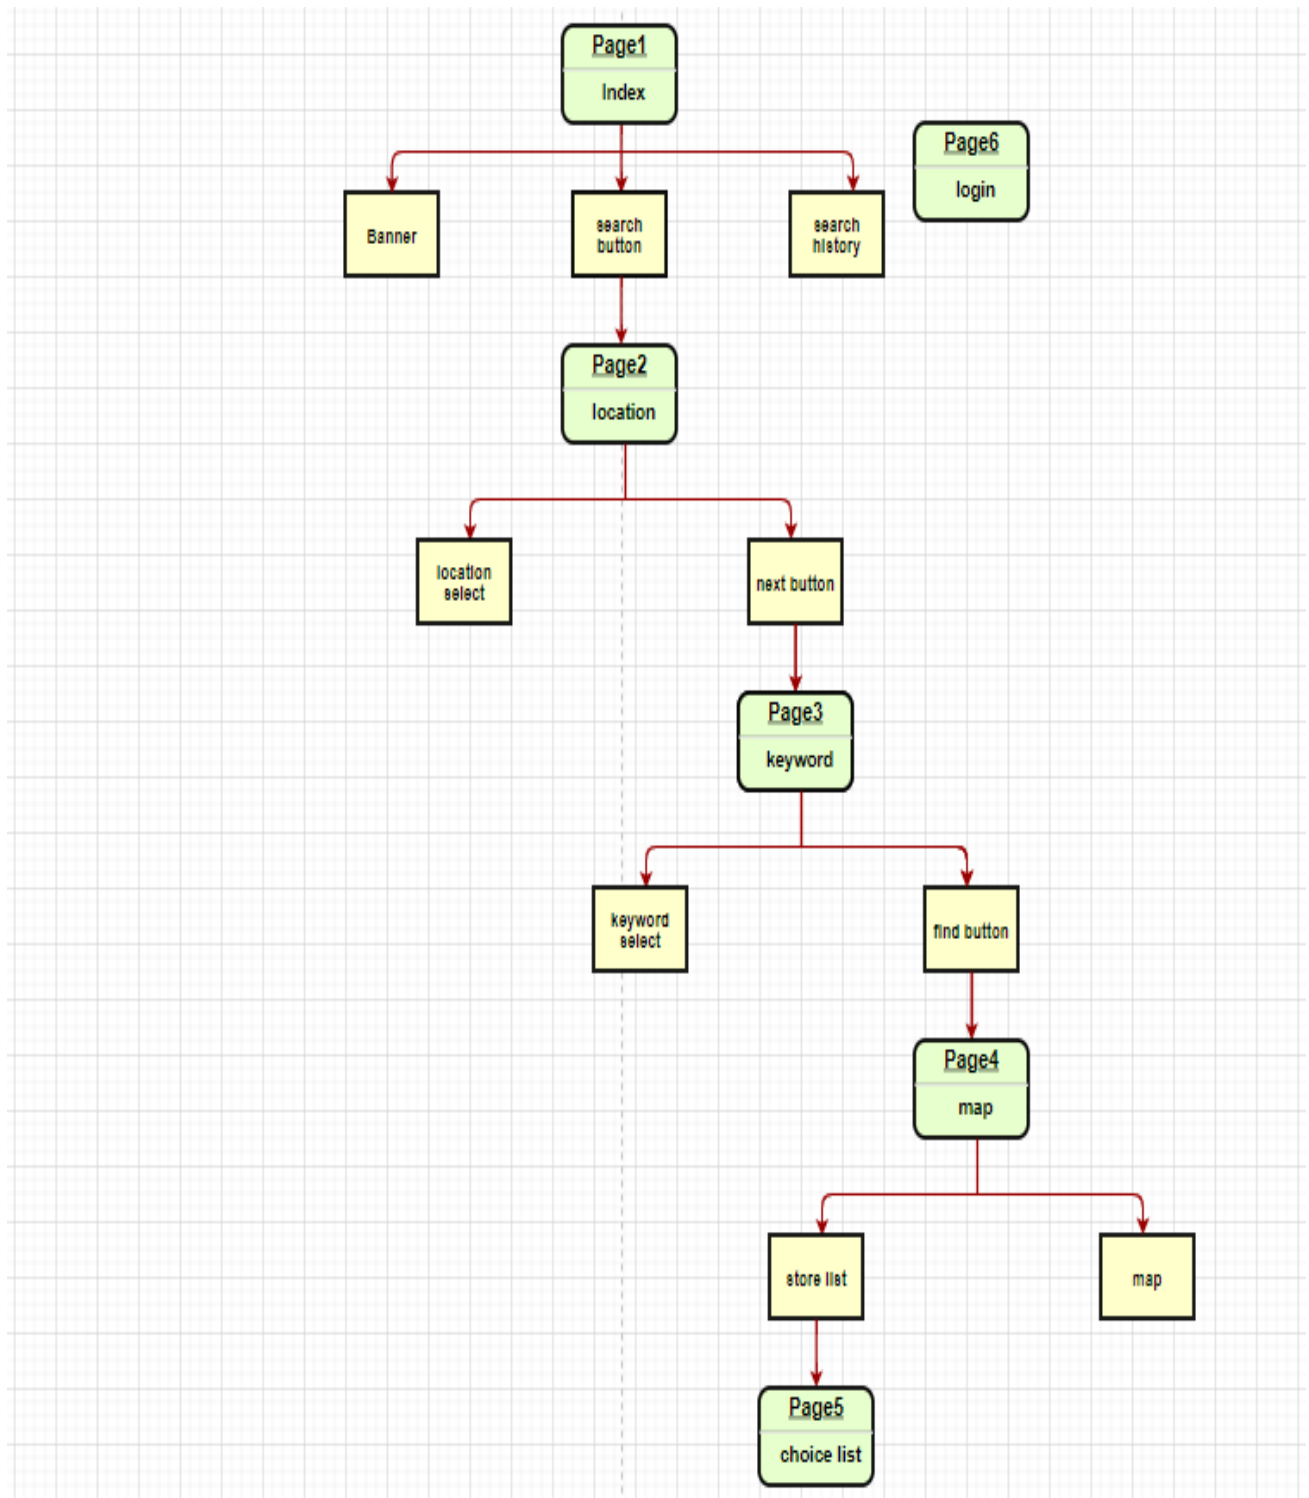 Page1
Index
Page6
login
Banner
search
button
search
history
Page2
location
location
select
next button
Page3
keyword
keyword
select
find button
Page4
map
store list
map
Page5
choice list